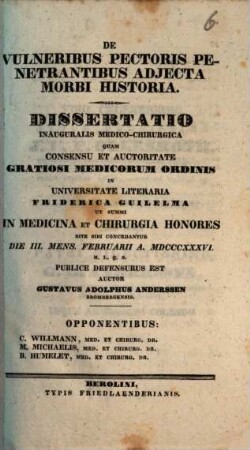 6
DE
VULNERIBUS PECTORIS PE-
NETRANTIBUS ADJECTA
MORBI HISTORIA.
DISSERTATIO
INAUGURALIS MEDICO-CHIRURGICA
QUAM
CONSENSU ET AUCTORITATE
GRATIOSI MEDICORUM ORDINIS
IN
UNIVERSITATE LITERARIA
FRIDERICA GUILELMA
UT SUMMI
IN MEDICINA ET CHIRURGIA HONORES
RITE SIBI CONCEDANTUR
DIE III. MENS. FEBRUARII A. MDCCCXXXVI.
H. L. Q. S.
PUBLICE DEFENSURUS EST
AUCTOR
GUSTAVUS ADOLPHUS ANDERSSEN
BROMBERGENSIS.
OPPONENTIBUS:
C. WILLMANN, MED. ET CHIRURG. DR.
M. MICHAELIS, MED. ET CHIRURG. DR.
B. HUMELET, MED. ET CHIRURG. DR.
BEROLINI,
TYPIS FRIEDLAENDERIANIS.